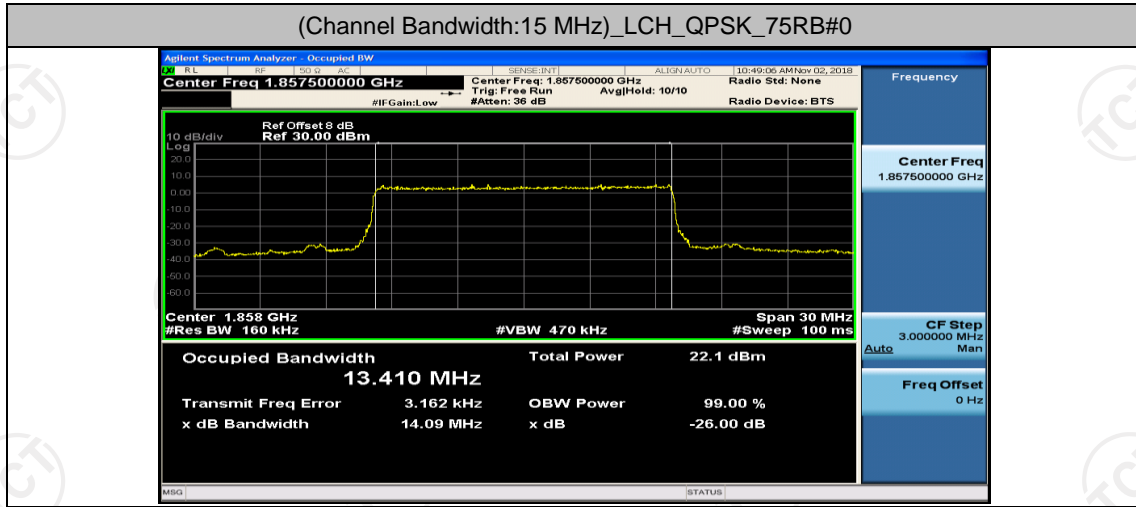 (Channel Bandwidth:15 MHz)_LCH_QPSK_75RB#0
Agilent Spectrum Analyzer - Occupied BW
LXI RL RF 50 Ω AC SENSE:INT ALIGN AUTO 10:49:06 AM Nov 02, 2018
Center Freq 1.857500000 GHz
Center Freq: 1.857500000 GHz Radio Std: None
Trig: Free Run Avg|Hold: 10/10
#IFGain:Low #Atten: 36 dB Radio Device: BTS
Ref Offset 8 dB
10 dB/div Ref 30.00 dBm
Log
20.0
10.0
0.00
-10.0
-20.0
-30.0
-40.0
-50.0
-60.0
Center 1.858 GHz Span 30 MHz
#Res BW 160 kHz #VBW 470 kHz #Sweep 100 ms
Occupied Bandwidth Total Power 22.1 dBm
13.410 MHz
Transmit Freq Error 3.162 kHz OBW Power 99.00 %
x dB Bandwidth 14.09 MHz x dB -26.00 dB
MSG STATUS
Frequency
Center Freq
1.857500000 GHz
CF Step
3.000000 MHz
Auto Man
Freq Offset
0 Hz
TCT
TCT
TCT
TCT